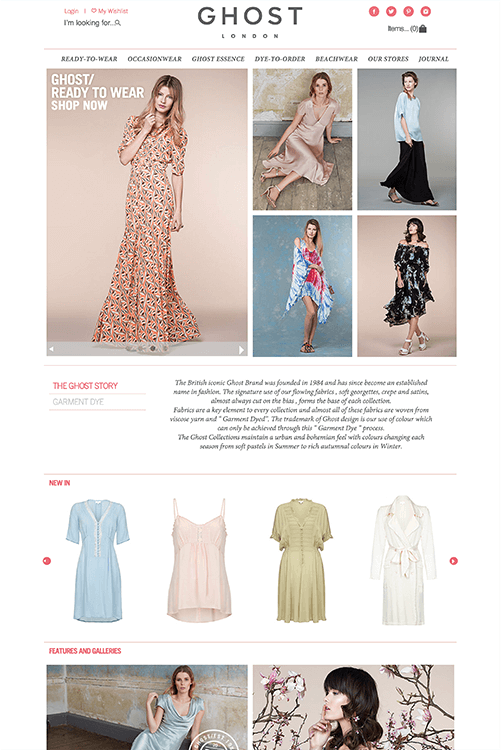 Login | My Wishlist
I'm looking for...
GHOST
LONDON
Items... (0)
READY-TO-WEAR OCCASIONWEAR GHOST ESSENCE DYE-TO-ORDER BEACHWEAR OUR STORES JOURNAL
GHOST/
READY TO WEAR
SHOP NOW
THE GHOST STORY
GARMENT DYE
The British iconic Ghost Brand was founded in 1984 and has since become an established
name in fashion. The signature use of our flowing fabrics , soft georgettes, crepe and satins,
almost always cut on the bias , forms the base of each collection.
Fabrics are a key element to every collection and almost all of these fabrics are woven from
viscose yarn and " Garment Dyed". The trademark of Ghost design is our use of colour which
can only be achieved through this " Garment Dye " process.
The Ghost Collections maintain a urban and bohemian feel with colours changing each
season from soft pastels in Summer to rich autumnal colours in Winter.
NEW IN
FEATURES AND GALLERIES